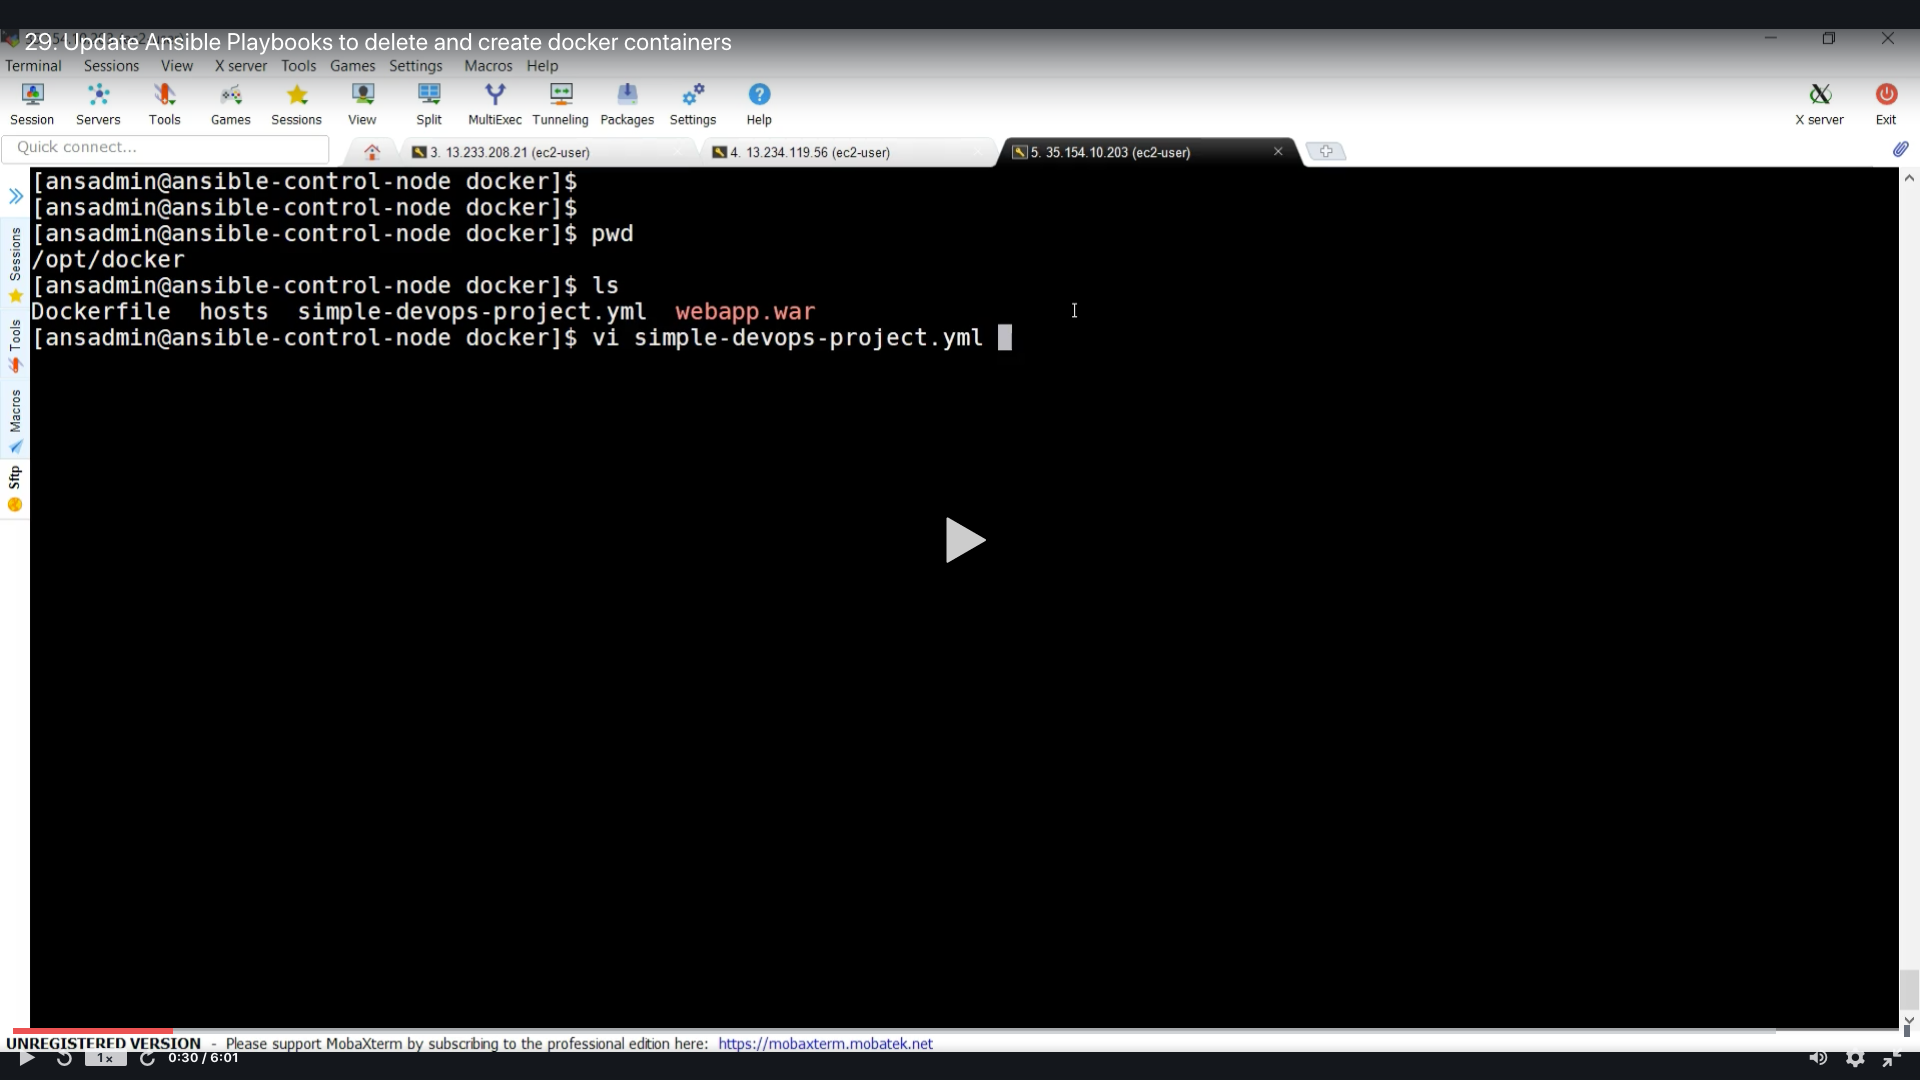 29. Update Ansible Playbooks to delete and create docker containers
Terminal Sessions View X server Tools Games Settings Macros Help
Session Servers Tools Games Sessions View Split MultiExec Tunneling Packages Settings Help X server Exit
Quick connect...
3. 13.233.208.21 (ec2-user)
4. 13.234.119.56 (ec2-user)
5. 35.154.10.203 (ec2-user)
Sessions
Tools
Macros
Sftp
[ansadmin@ansible-control-node docker]$
[ansadmin@ansible-control-node docker]$
[ansadmin@ansible-control-node docker]$ pwd
/opt/docker
[ansadmin@ansible-control-node docker]$ ls
Dockerfile hosts simple-devops-project.yml webapp.war
[ansadmin@ansible-control-node docker]$ vi simple-devops-project.yml
UNREGISTERED VERSION - Please support MobaXterm by subscribing to the professional edition here: https://mobaxterm.mobatek.net
1x 0:30 / 6:01